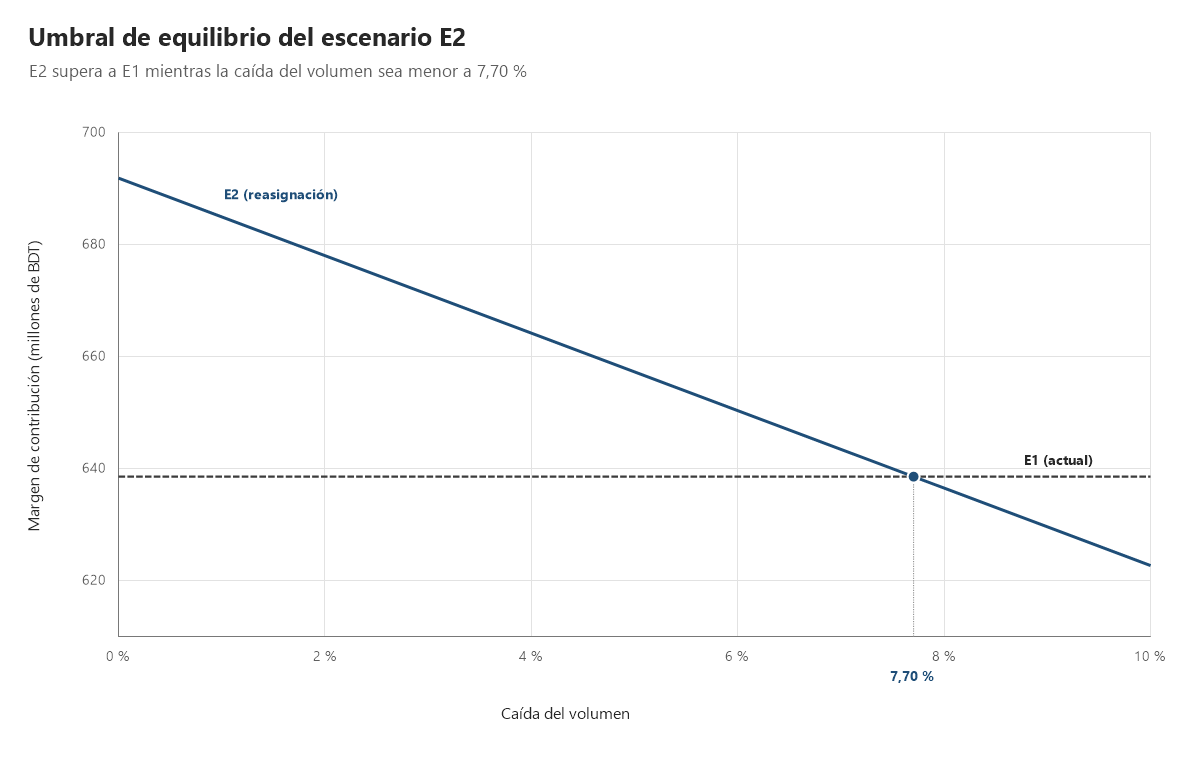 Umbral de equilibrio del escenario E2
E2 supera a E1 mientras la caída del volumen sea menor a 7,70 %
Margen de contribución (millones de BDT)
700
680
660
640
620
E2 (reasignación)
E1 (actual)
0 %
2 %
4 %
6 %
8 %
10 %
7,70 %
Caída del volumen